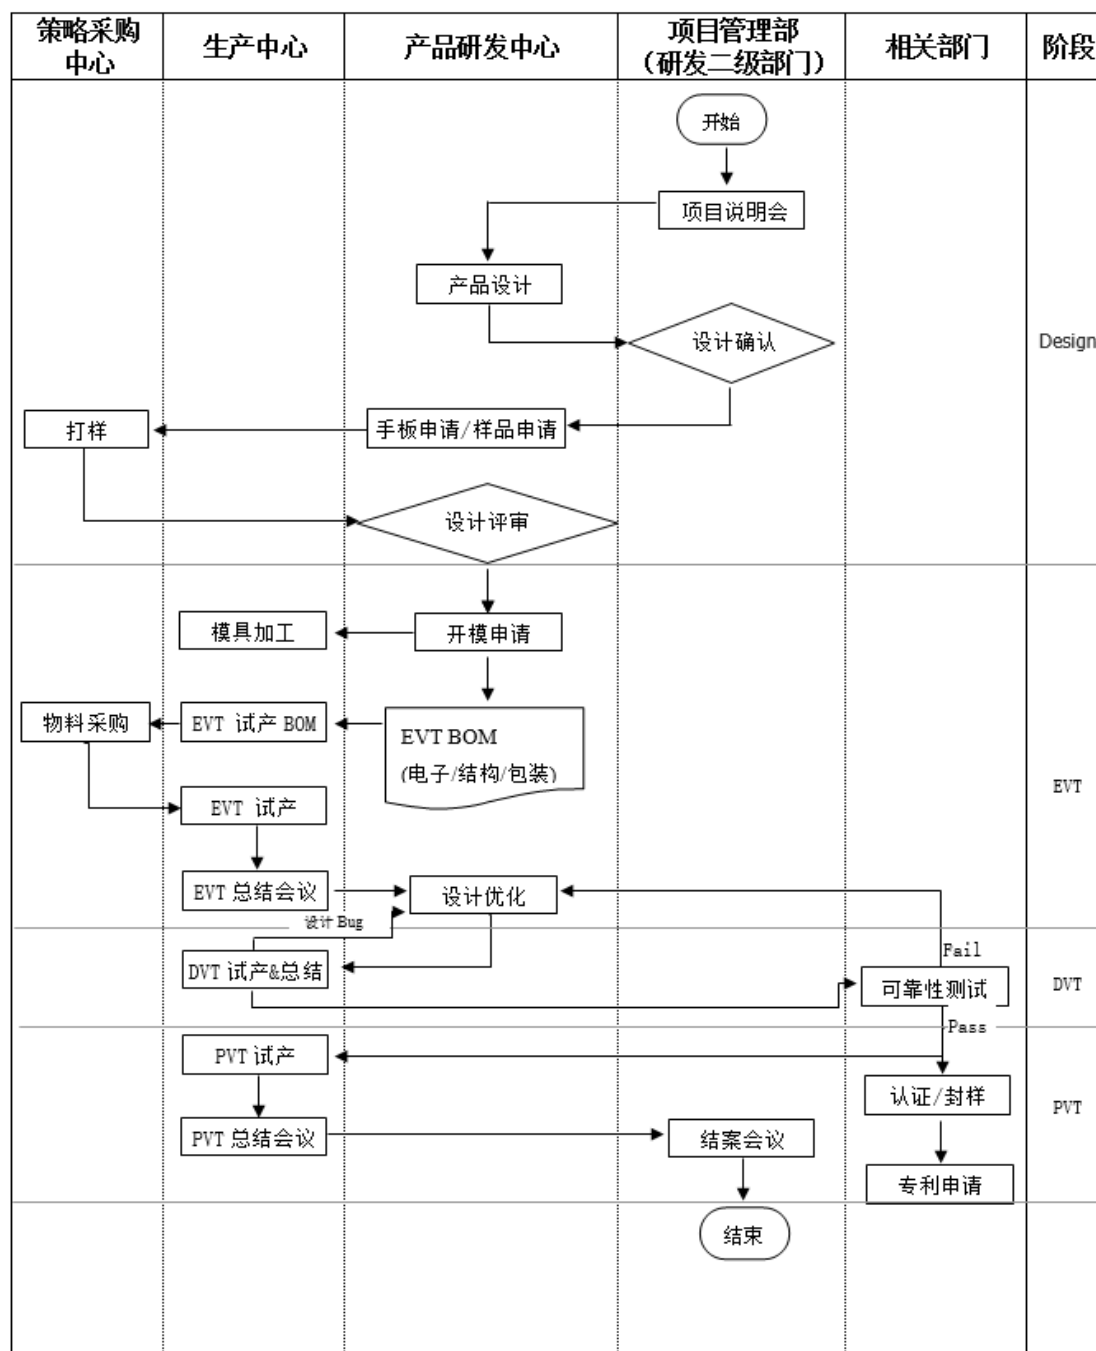 策略采购
中心
生产中心
产品研发中心
项目管理部
（研发二级部门）
相关部门
阶段
开始
项目说明会
产品设计
设计确认
Design
打样
手板申请/样品申请
设计评审
模具加工
开模申请
物料采购
EVT 试产 BOM
EVT BOM
(电子/结构/包装)
EVT
EVT 试产
EVT 总结会议
设计优化
设计 Bug
Fail
DVT 试产&总结
可靠性测试
DVT
Pass
PVT 试产
认证/封样
PVT
PVT 总结会议
结案会议
专利申请
结束